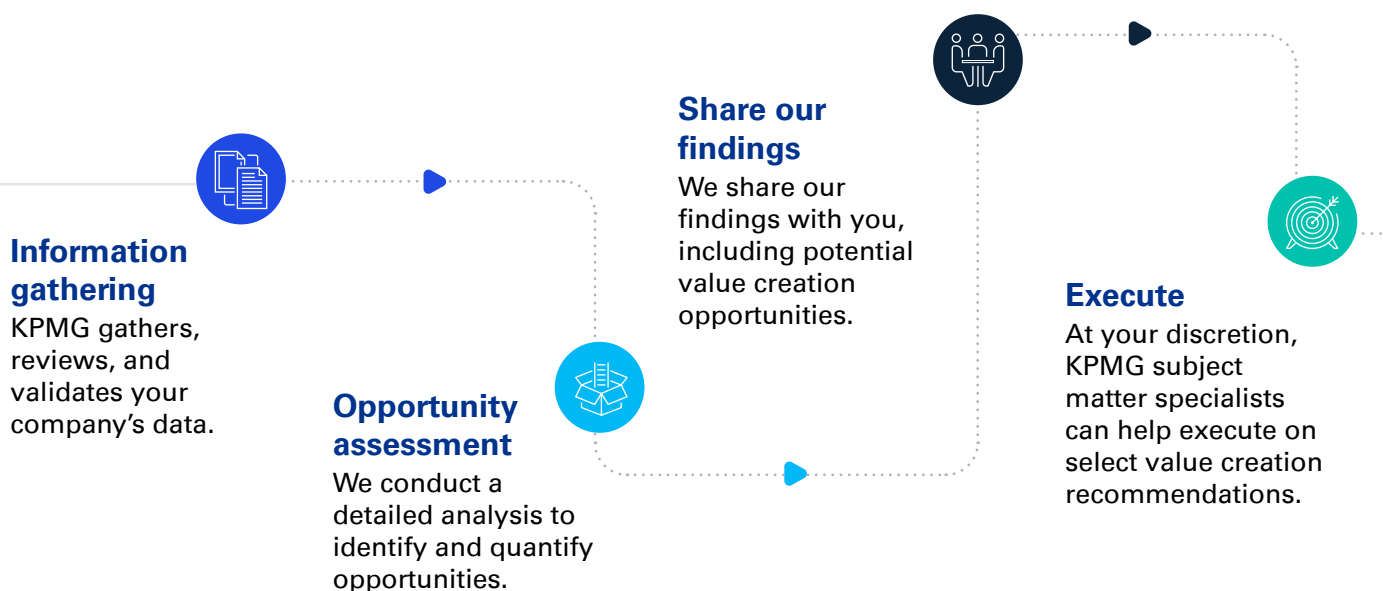 Information
gathering
KPMG gathers,
reviews, and
validates your
company’s data.
Opportunity
assessment
We conduct a
detailed analysis to
identify and quantify
opportunities.
Share our
findings
We share our
findings with you,
including potential
value creation
opportunities.
Execute
At your discretion,
KPMG subject
matter specialists
can help execute on
select value creation
recommendations.